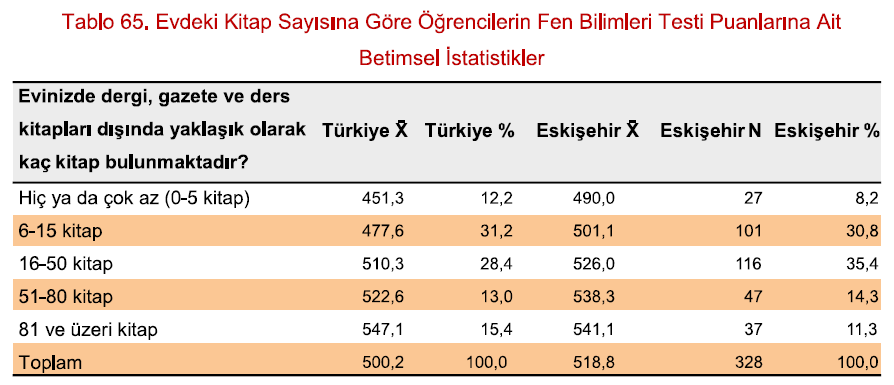 Tablo 65. Evdeki Kitap Sayısına Göre Öğrencilerin Fen Bilimleri Testi Puanlarına Ait
Betimsel İstatistikler
Evinizde dergi, gazete ve ders
kitapları dışında yaklaşık olarak
kaç kitap bulunmaktadır?
Türkiye X̄ Türkiye % Eskişehir X̄ Eskişehir N Eskişehir %
Hiç ya da çok az (0-5 kitap) 451,3 12,2 490,0 27 8,2
6-15 kitap 477,6 31,2 501,1 101 30,8
16-50 kitap 510,3 28,4 526,0 116 35,4
51-80 kitap 522,6 13,0 538,3 47 14,3
81 ve üzeri kitap 547,1 15,4 541,1 37 11,3
Toplam 500,2 100,0 518,8 328 100,0